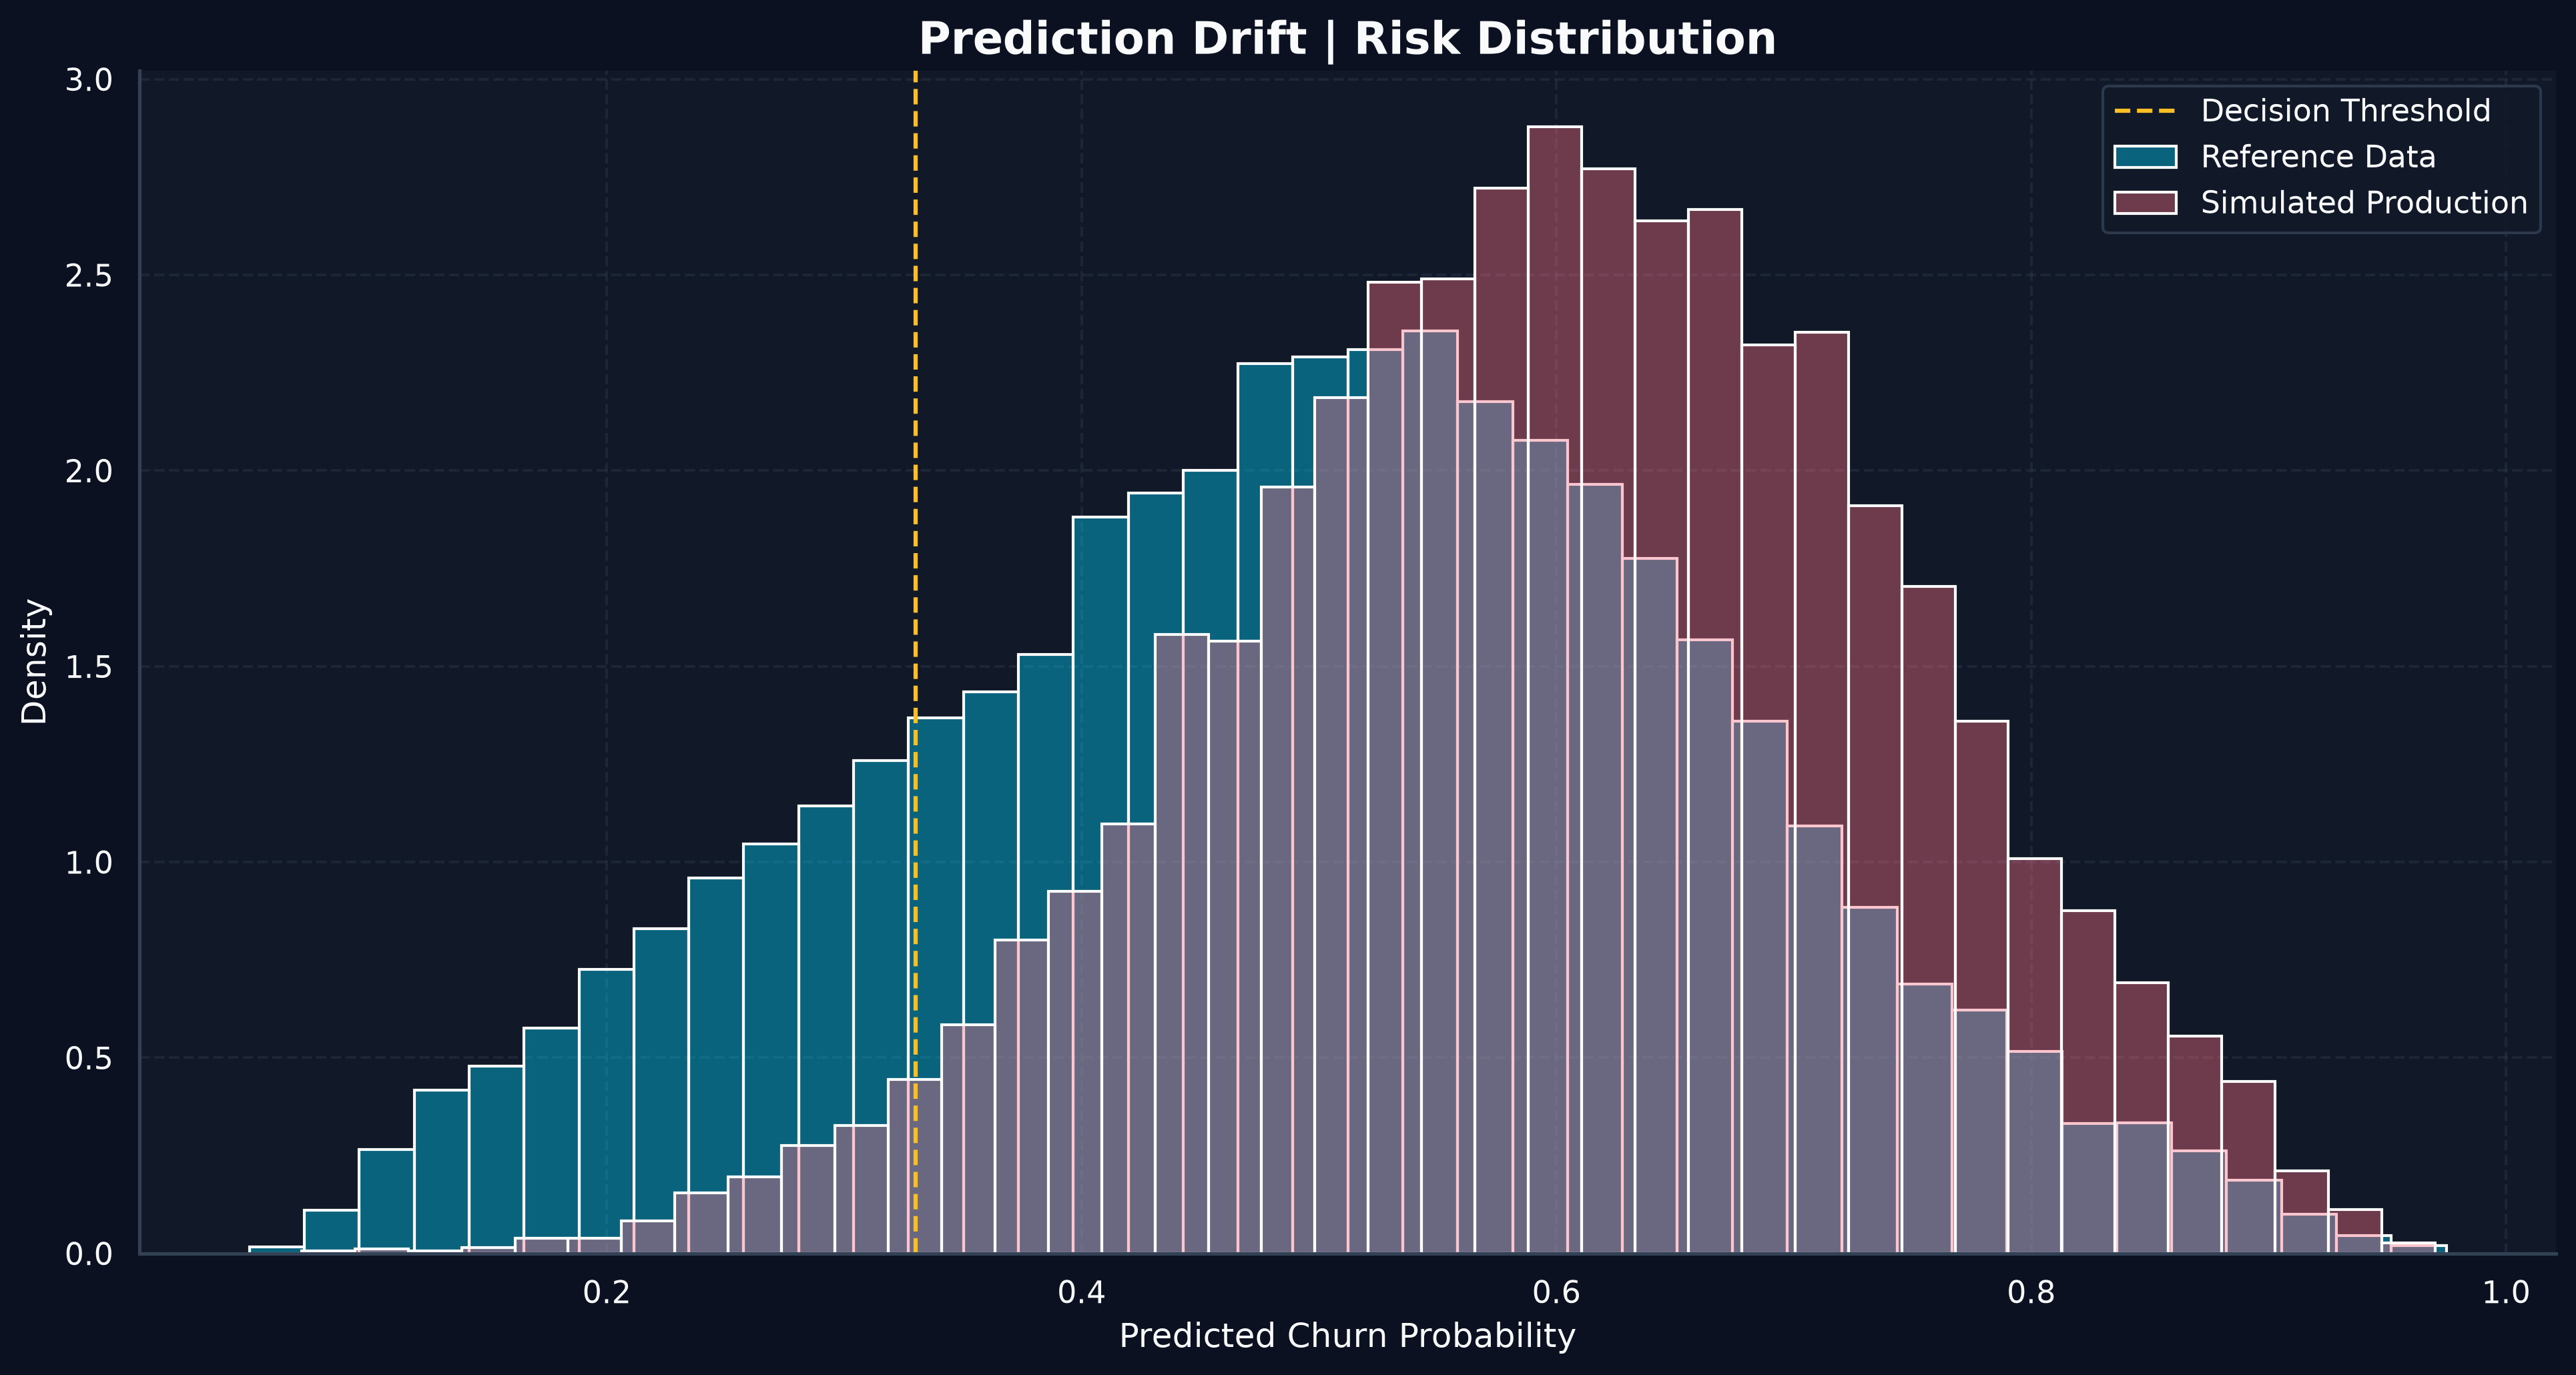 Prediction Drift | Risk Distribution
Decision Threshold
Reference Data
Simulated Production
Density
3.0
2.5
2.0
1.5
1.0
0.5
0.0
0.2 0.4 0.6 0.8 1.0
Predicted Churn Probability